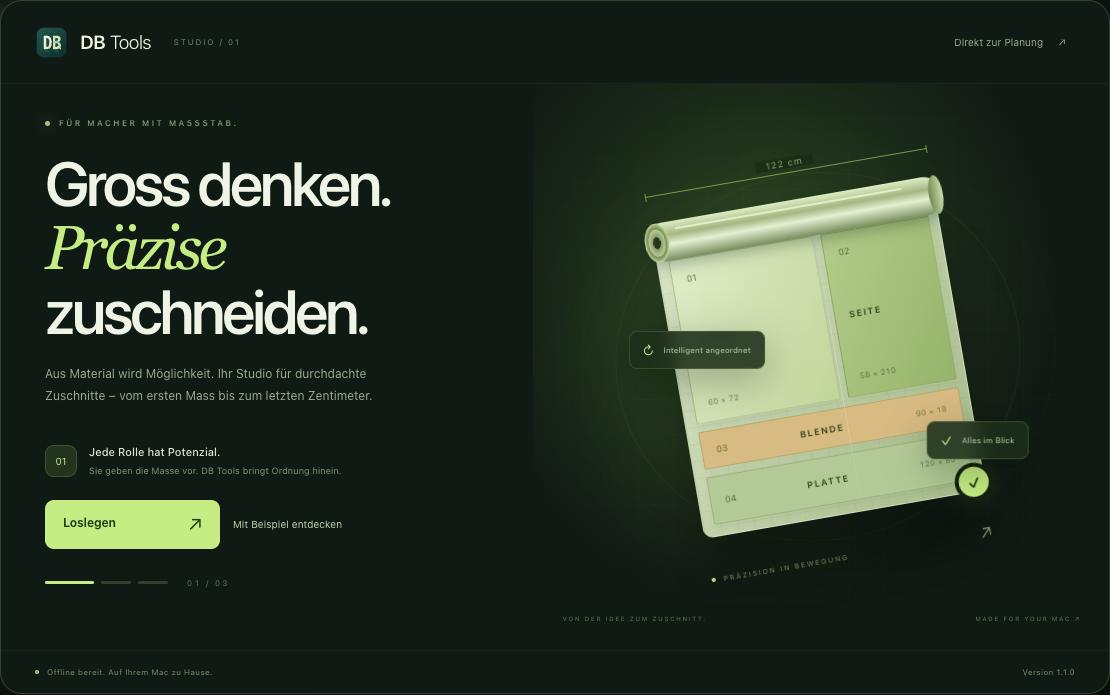 DB
DB Tools
STUDIO / 01
Direkt zur Planung ↗
FÜR MACHER MIT MASSSTAB.
Gross denken.
Präzise
zuschneiden.
Aus Material wird Möglichkeit. Ihr Studio für durchdachte
Zuschnitte – vom ersten Mass bis zum letzten Zentimeter.
01
Jede Rolle hat Potenzial.
Sie geben die Masse vor. DB Tools bringt Ordnung hinein.
Loslegen ↗
Mit Beispiel entdecken
01 / 03
122 cm
01
60 × 72
02
SEITE
58 × 210
Intelligent angeordnet
03
BLENDE
90 × 18
Alles im Blick
04
PLATTE
PRÄZISION IN BEWEGUNG
VON DER IDEE ZUM ZUSCHNITT.
MADE FOR YOUR MAC ↗
Offline bereit. Auf Ihrem Mac zu Hause.
Version 1.1.0